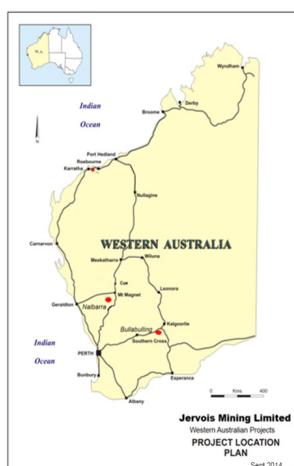 W.A.
Wyndham
Indian
Ocean
Derby
Broome
N
Port Hedland
Roebourne
Karratha
Nullagine
WESTERN AUSTRALIA
Carnarvon
Meekatharra
Wiluna
Cue
Leonora
Mt Magnet
Geraldton
Nalbarra
Bullabulling
Kalgoorlie
Indian
Ocean
Southern Cross
PERTH
Bunbury
Esperance
Albany
0 Kms 400
Jervois Mining Limited
Western Australian Projects
PROJECT LOCATION
PLAN
Sept 2014